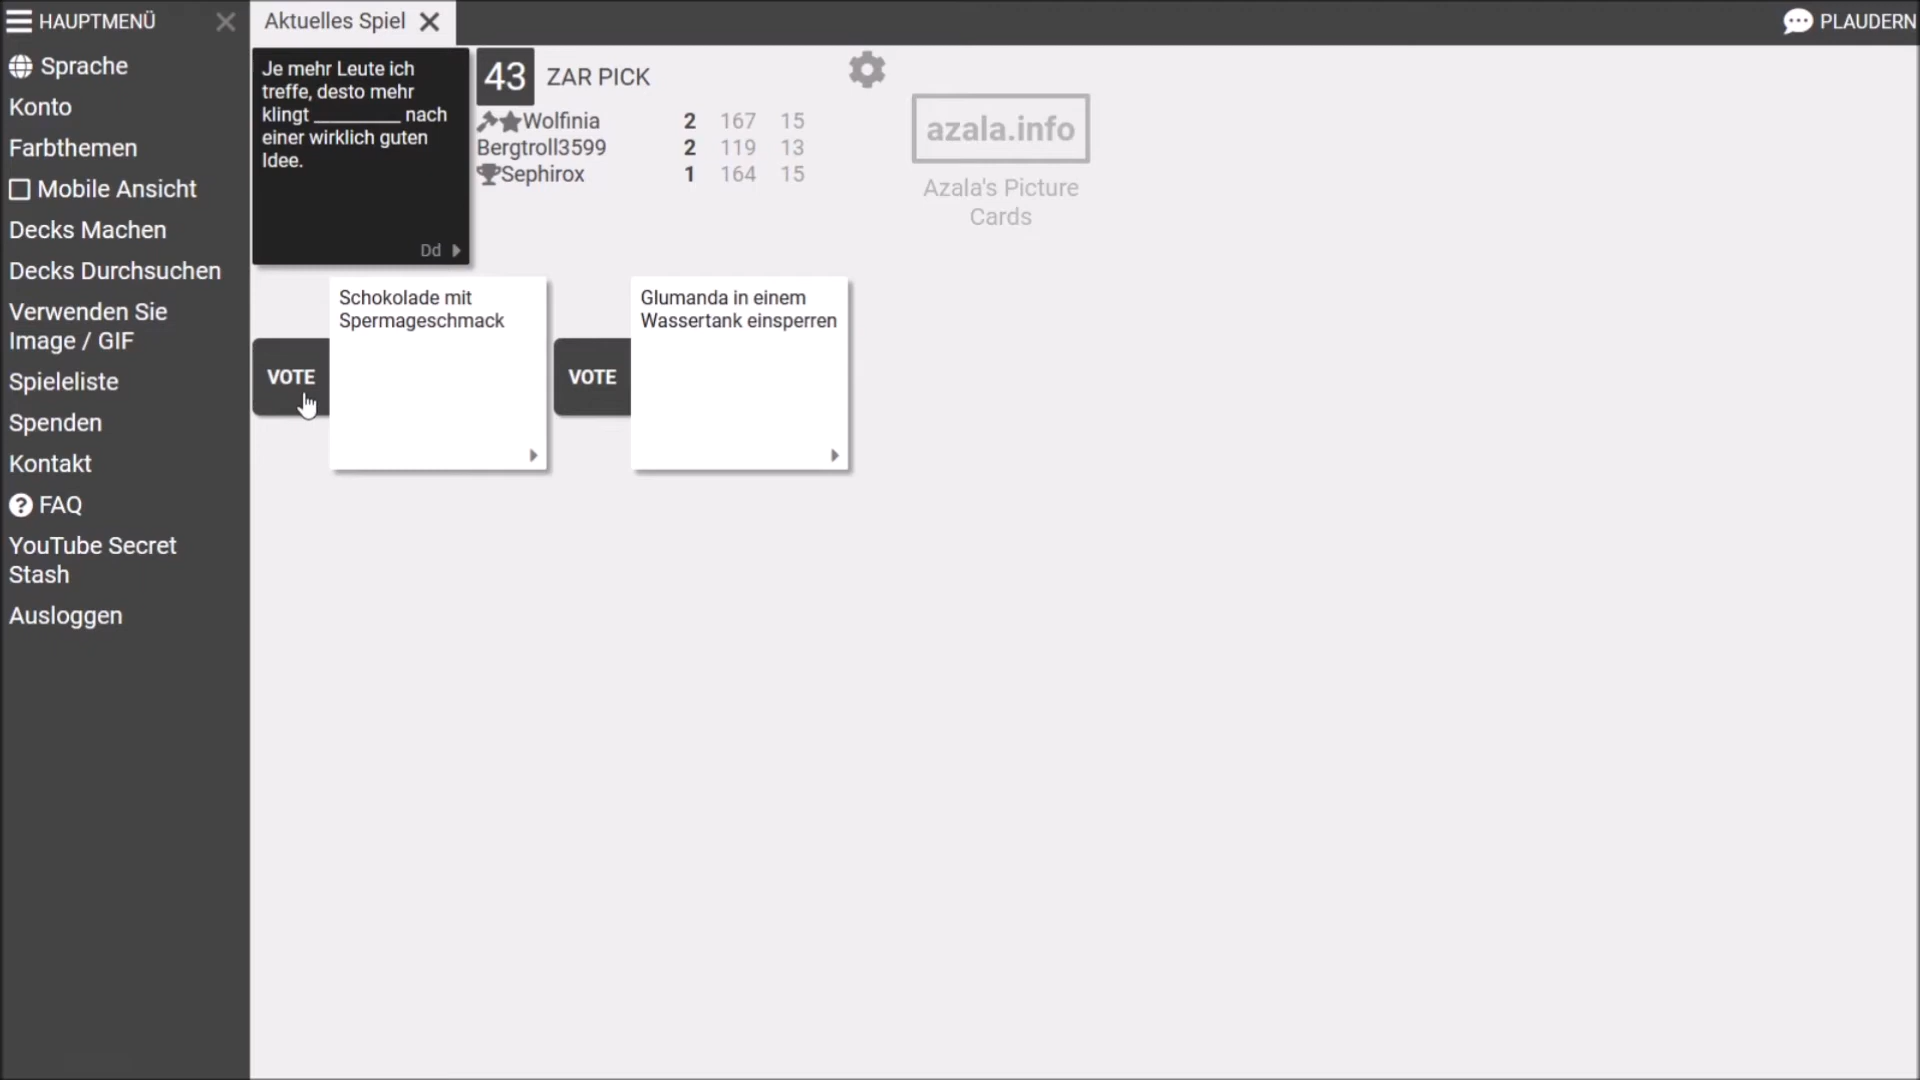 HAUPTMENÜ
Sprache
Konto
Farbthemen
Mobile Ansicht
Decks Machen
Decks Durchsuchen
Verwenden Sie
Image / GIF
Spieleliste
Spenden
Kontakt
? FAQ
YouTube Secret
Stash
Ausloggen
Aktuelles Spiel
PLAUDERN
Je mehr Leute ich
treffe, desto mehr
klingt ________ nach
einer wirklich guten
Idee.
Dd
43 ZAR PICK
Wolfinia 2 167 15
Bergtroll3599 2 119 13
Sephirox 1 164 15
azala.info
Azala's Picture
Cards
VOTE
Schokolade mit
Spermageschmack
VOTE
Glumanda in einem
Wassertank einsperren